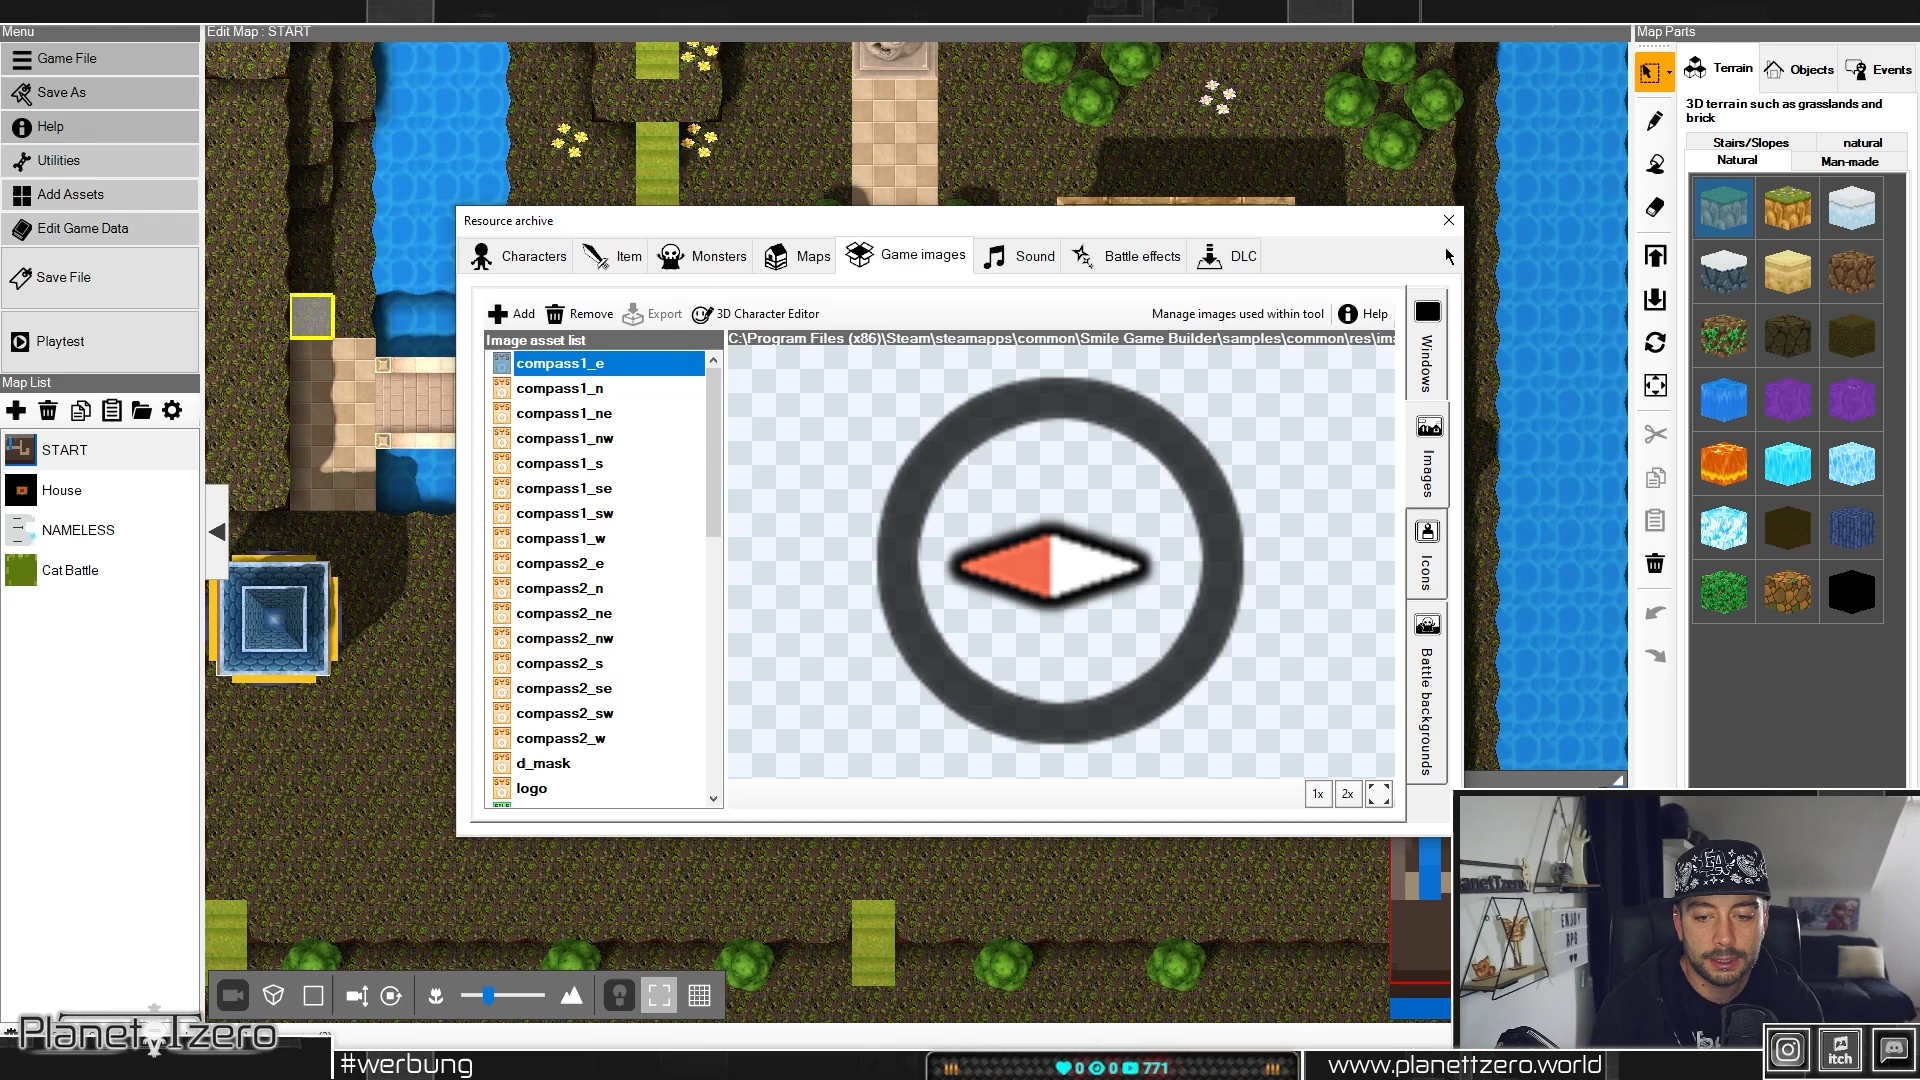 Menu
Edit Map : START
Map Parts
Game File
Save As
Help
Utilities
Add Assets
Edit Game Data
Save File
Playtest
Map List
START
House
NAMELESS
Cat Battle
Terrain
Objects
Events
3D terrain such as grasslands and
brick
Stairs/Slopes
natural
Natural
Man-made
Resource archive
Characters
Item
Monsters
Maps
Game images
Sound
Battle effects
DLC
Add
Remove
Export
3D Character Editor
Manage images used within tool
Help
Image asset list
C:\Program Files (x86)\Steam\steamapps\common\Smile Game Builder\samples\common\res\im
compass1_e
compass1_n
compass1_ne
compass1_nw
compass1_s
compass1_se
compass1_sw
compass1_w
compass2_e
compass2_n
compass2_ne
compass2_nw
compass2_s
compass2_se
compass2_sw
compass2_w
d_mask
logo
Windows
Images
Icons
Battle backgrounds
1x
2x
ENJOY
RPG
PlanetTzero
#werbung
0
0
771
www.planettzero.world
itch